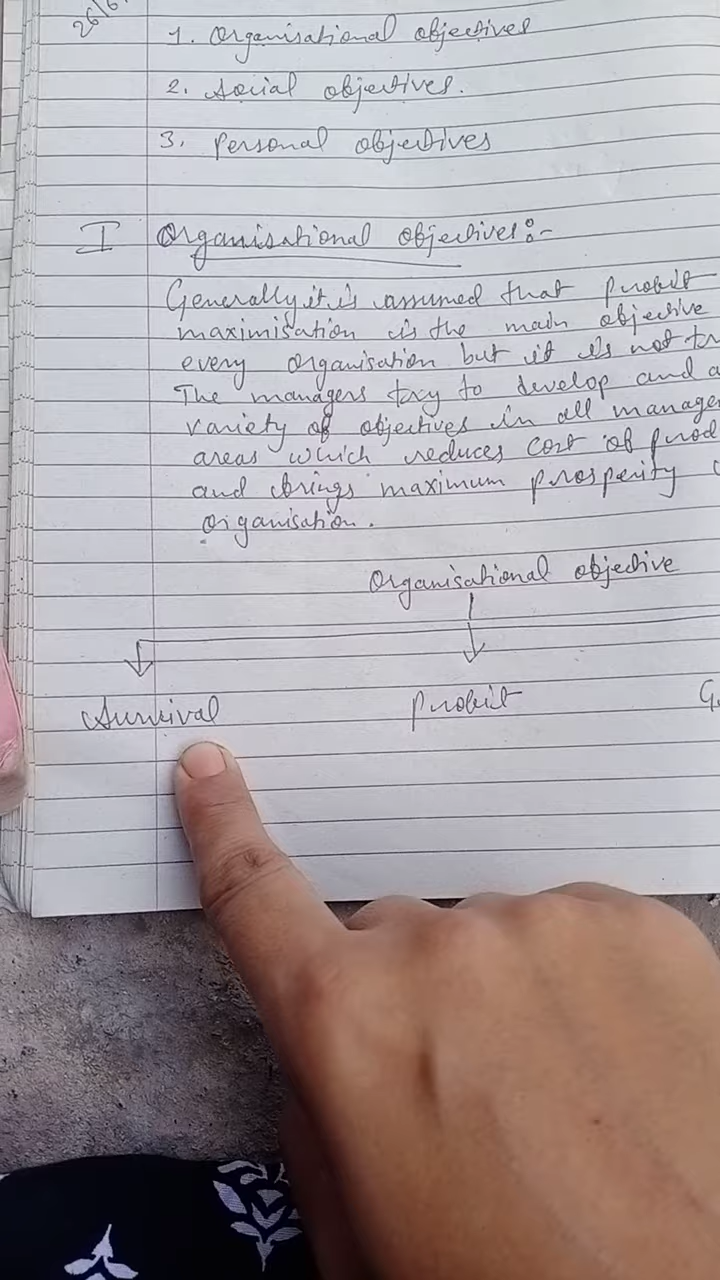 26/6
1. Organisational objectives
2. Social objectives.
3. Personal objectives
I Organisational objectives:-
Generally it is assumed that profit
maximisation is the main objective
every organisation but it is not
The managers try to develop and
variety of objectives in all
areas which reduces cost of
and brings maximum prosperity
organisation.
Organisational objective
Survival Profit